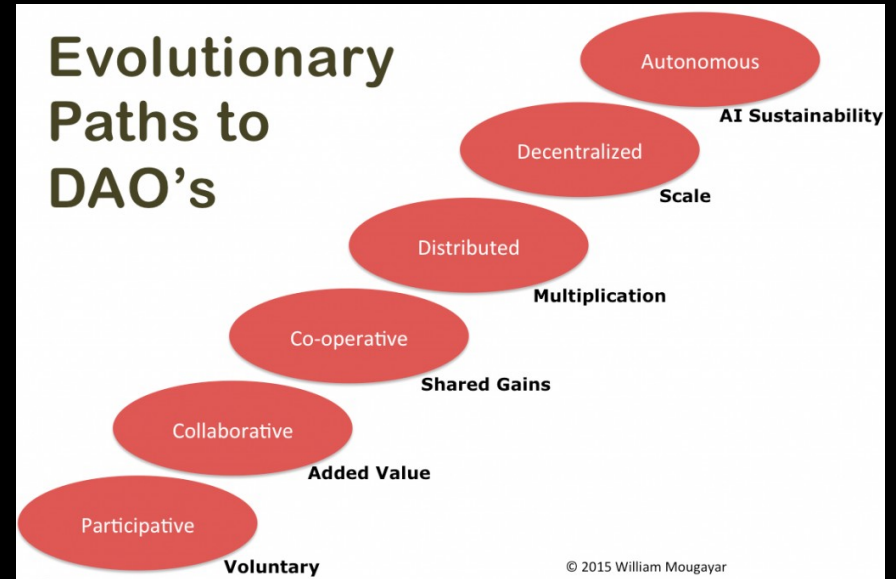 Evolutionary
Paths to
DAO's
Autonomous
AI Sustainability
Decentralized
Scale
Distributed
Multiplication
Co-operative
Shared Gains
Collaborative
Added Value
Participative
Voluntary
© 2015 William Mougayar